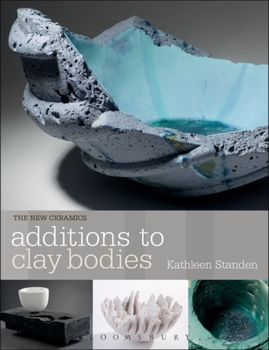 THE NEW CERAMICS
additions to
clay bodies
Kathleen Standen
BLOOMSBURY